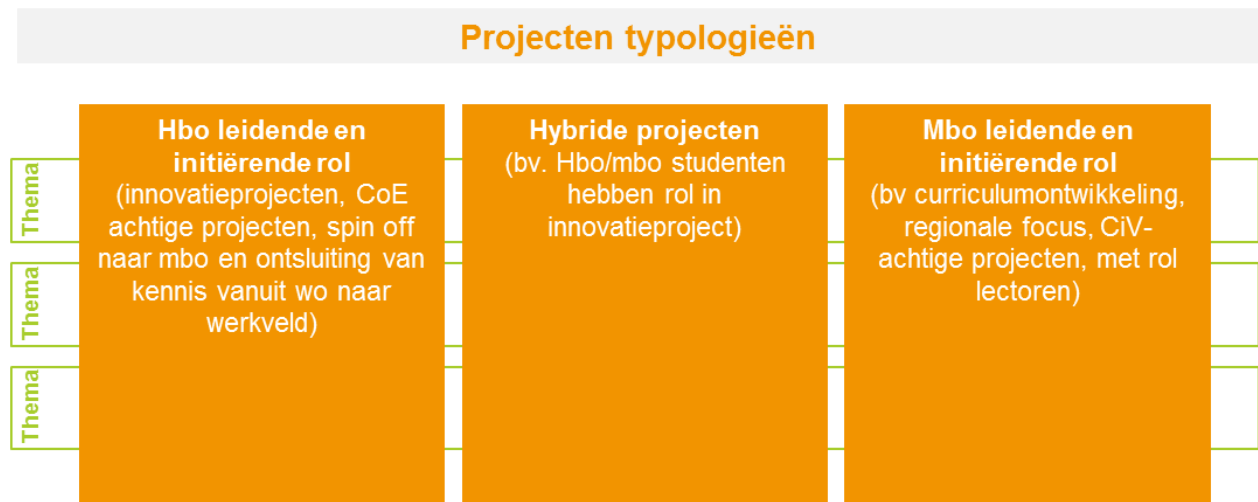 Projecten typologieën
Hbo leidende en
initiërende rol
(innovatieprojecten, CoE
achtige projecten, spin off
naar mbo en ontsluiting van
kennis vanuit wo naar
werkveld)
Hybride projecten
(bv. Hbo/mbo studenten
hebben rol in
innovatieproject)
Mbo leidende en
initiërende rol
(bv curriculumontwikkeling,
regionale focus, CiV-
achtige projecten, met rol
lectoren)
Thema
Thema
Thema